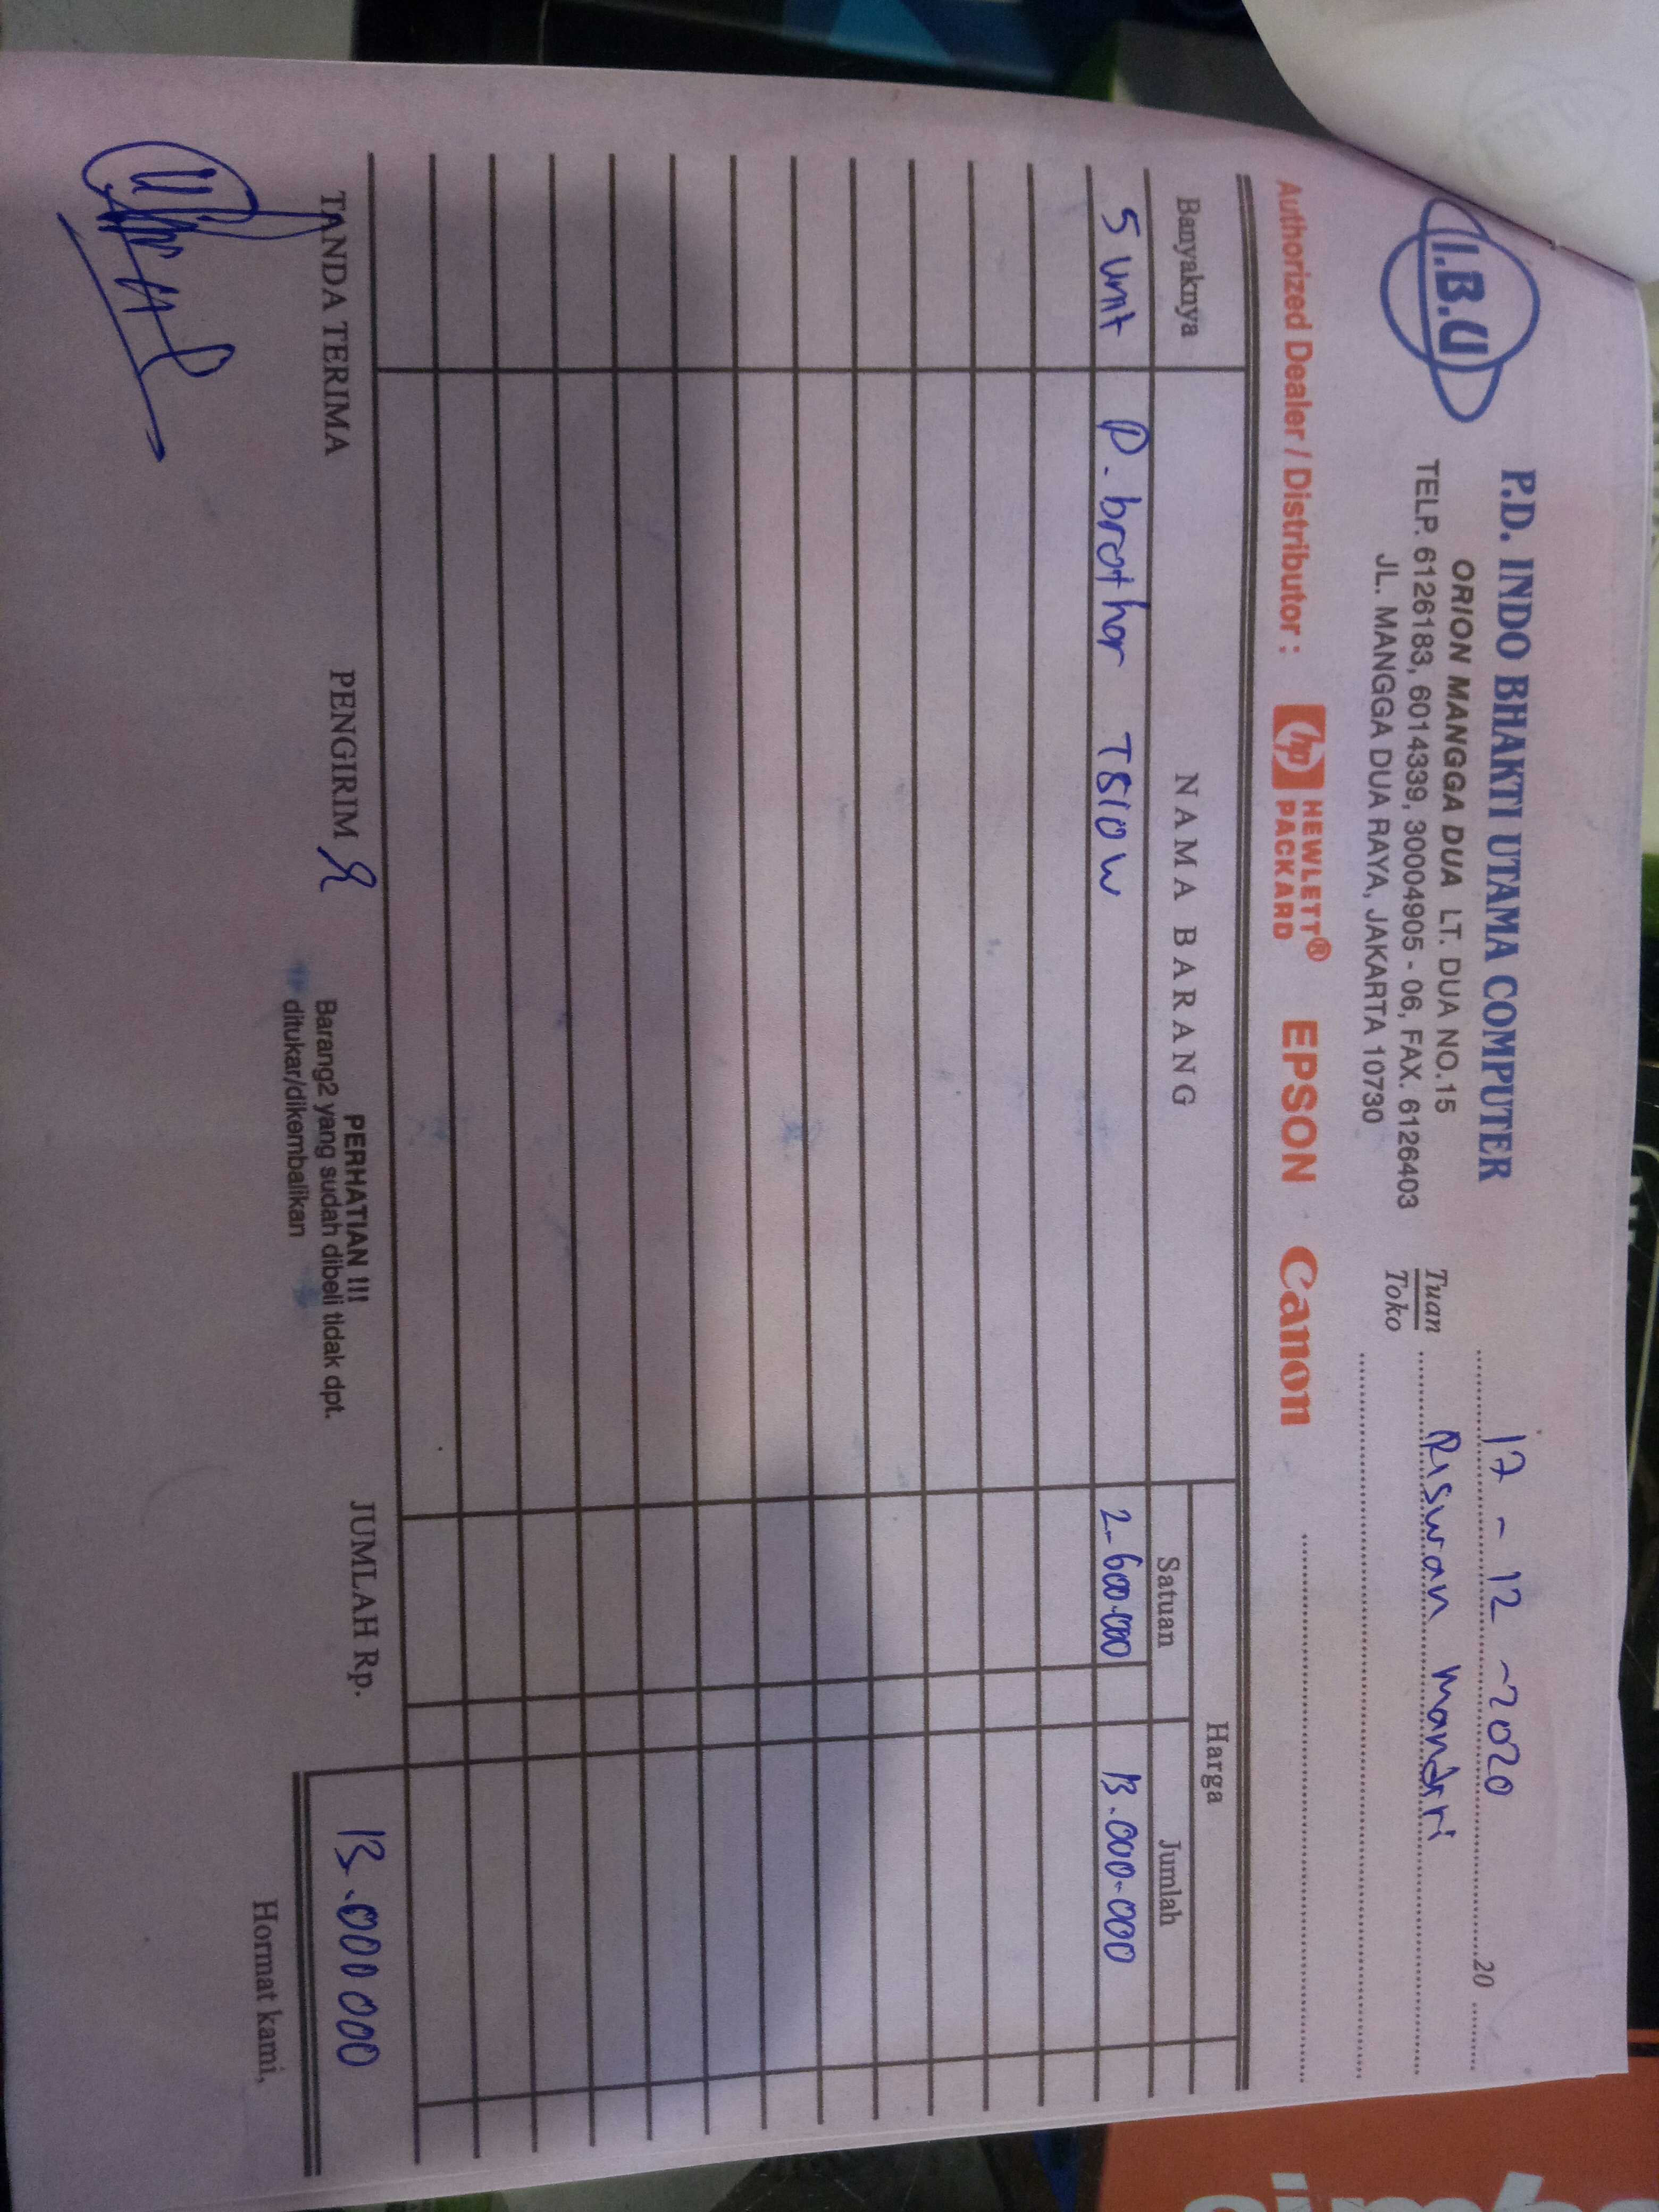 I.B.U
P.D. INDO BHAKTI UTAMA COMPUTER
ORION MANGGA DUA LT. DUA NO.15
TELP. 6126183, 6014339, 30004905 - 06, FAX. 6126403
JL. MANGGA DUA RAYA, JAKARTA 10730
17 - 12 - 2020 20
Tuan Riswan mandiri
Toko
Authorized Dealer / Distributor : hp HEWLETT® PACKARD EPSON Canon
Banyaknya NAMA BARANG Harga
Satuan Jumlah
5 unit P. brother T810W 2.600.000 13.000.000
TANDA TERIMA PENGIRIM JUMLAH Rp. 13.000 000
PERHATIAN !!!
Barang2 yang sudah dibeli tidak dpt.
ditukar/dikembalikan
Hormat kami,